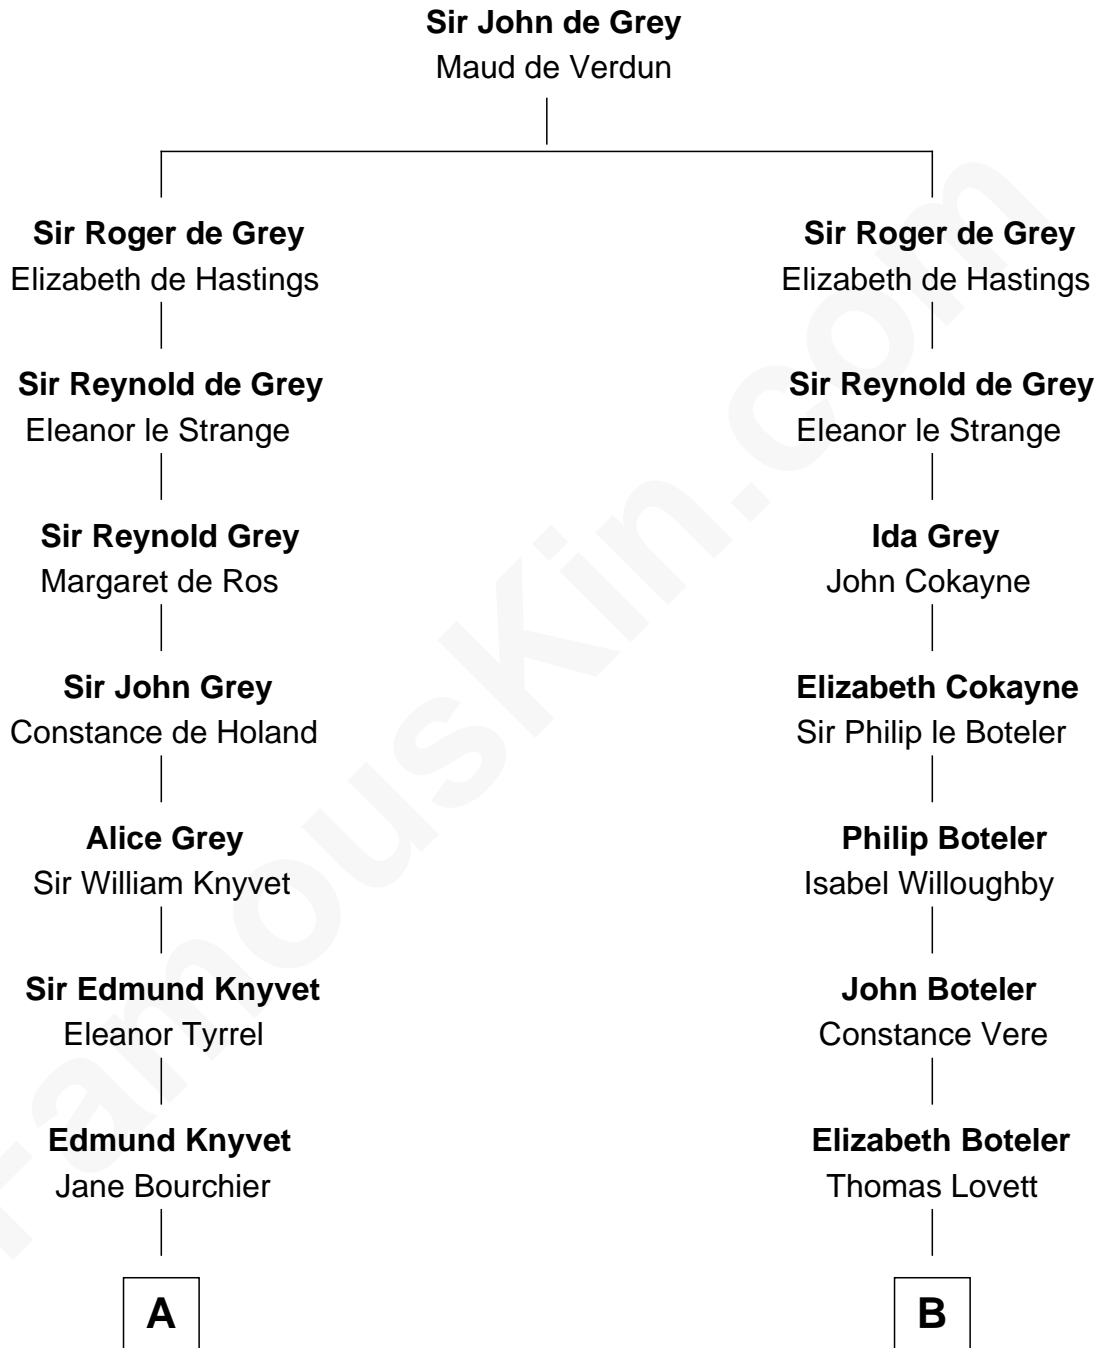 Sir John de Grey
Maud de Verdun
Sir Roger de Grey
Elizabeth de Hastings
Sir Roger de Grey
Elizabeth de Hastings
Sir Reynold de Grey
Eleanor le Strange
Sir Reynold de Grey
Eleanor le Strange
Sir Reynold Grey
Margaret de Ros
Ida Grey
John Cokayne
Sir John Grey
Constance de Holand
Elizabeth Cokayne
Sir Philip le Boteler
Alice Grey
Sir William Knyvet
Philip Boteler
Isabel Willoughby
Sir Edmund Knyvet
Eleanor Tyrrel
John Boteler
Constance Vere
Edmund Knyvet
Jane Bourchier
Elizabeth Boteler
Thomas Lovett
A
B
FamousKin.com